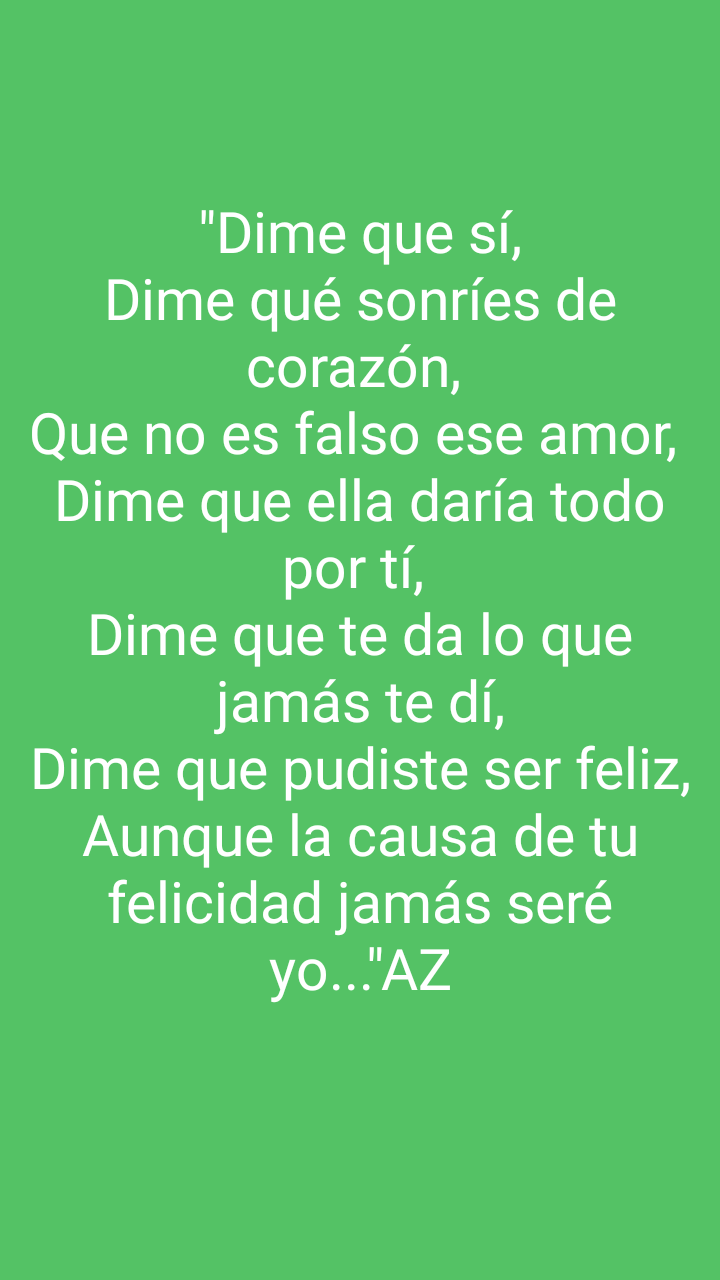 "Dime que sí,
Dime qué sonríes de
corazón,
Que no es falso ese amor,
Dime que ella daría todo
por tí,
Dime que te da lo que
jamás te dí,
Dime que pudiste ser feliz,
Aunque la causa de tu
felicidad jamás seré
yo..."AZ